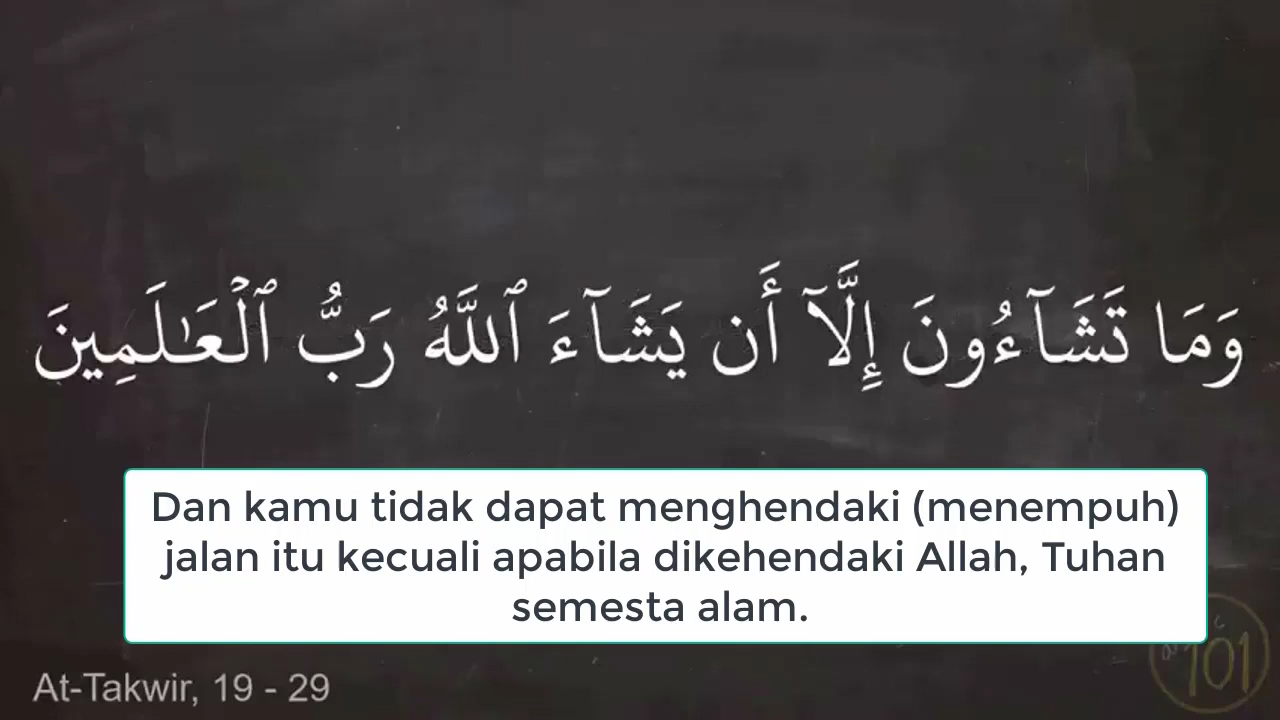 وَمَا تَشَآءُونَ إِلَّآ أَن يَشَآءَ ٱللَّهُ رَبُّ ٱلْعَـٰلَمِينَ
Dan kamu tidak dapat menghendaki (menempuh)
jalan itu kecuali apabila dikehendaki Allah, Tuhan
semesta alam.
At-Takwir, 19 - 29
101